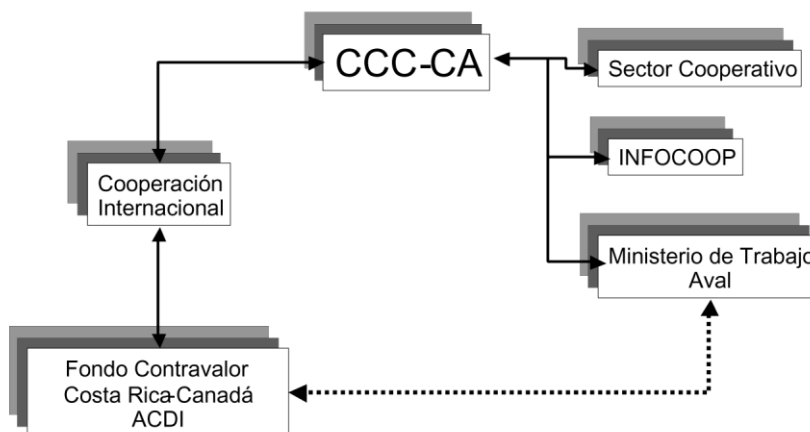 CCC-CA
Sector Cooperativo
INFOCOOP
Cooperación
Internacional
Ministerio de Trabajo
Aval
Fondo Contravalor
Costa Rica-Canadá
ACDI